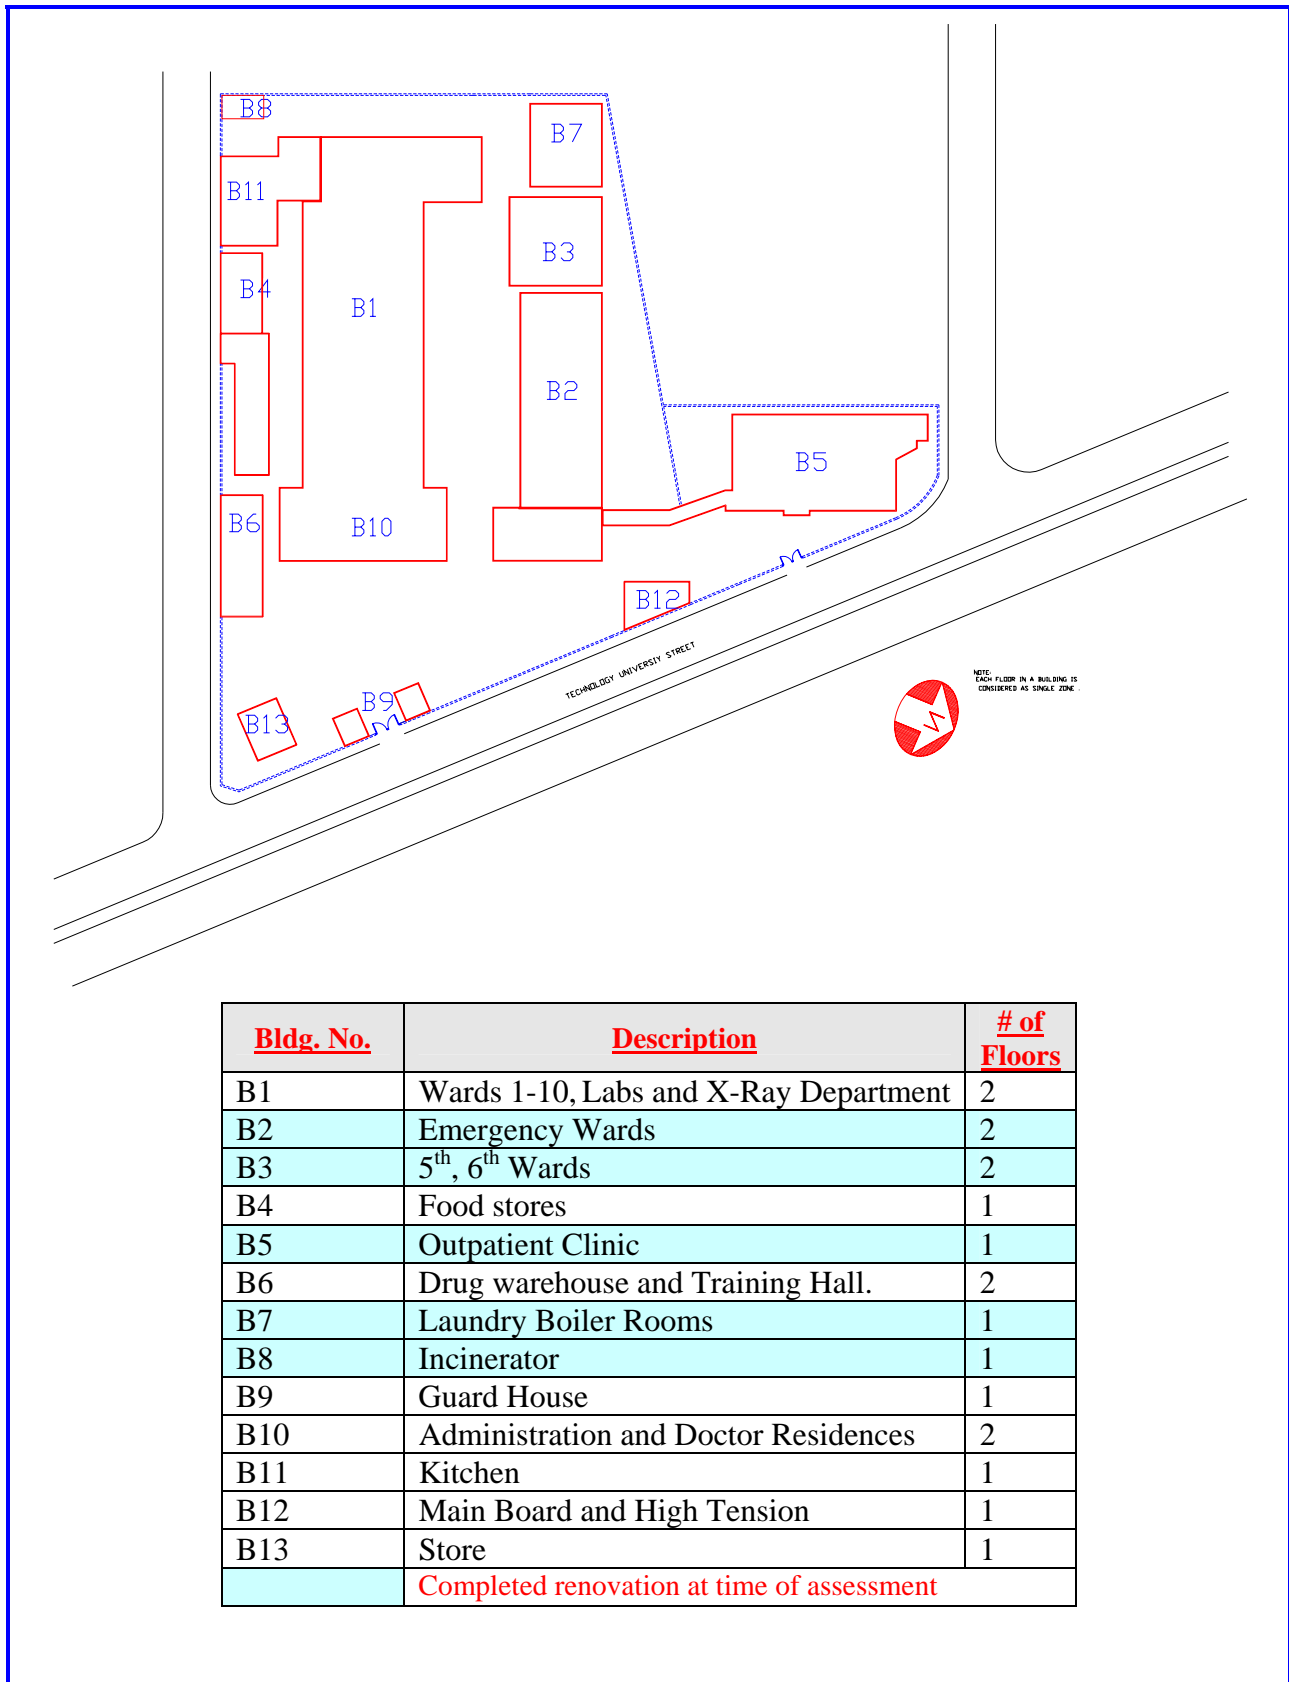 B8
B7
B11
B3
B4
B1
B2
B5
B6
B10
B12
TECHNOLOGY UNIVERSIY STREET
NOTE:
EACH FLOOR IN A BUILDING IS
CONSIDERED AS SINGLE ZONE .
B9
B13
Bldg. No. Description # of Floors
B1 Wards 1-10, Labs and X-Ray Department 2
B2 Emergency Wards 2
B3 5th, 6th Wards 2
B4 Food stores 1
B5 Outpatient Clinic 1
B6 Drug warehouse and Training Hall. 2
B7 Laundry Boiler Rooms 1
B8 Incinerator 1
B9 Guard House 1
B10 Administration and Doctor Residences 2
B11 Kitchen 1
B12 Main Board and High Tension 1
B13 Store 1
Completed renovation at time of assessment